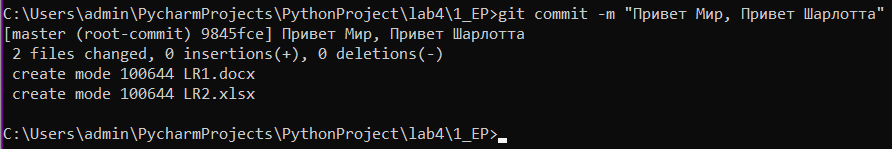 C:\Users\admin\PycharmProjects\PythonProject\lab4\1_EP>git commit -m "Привет Мир, Привет Шарлотта"
[master (root-commit) 9845fce] Привет Мир, Привет Шарлотта
 2 files changed, 0 insertions(+), 0 deletions(-)
 create mode 100644 LR1.docx
 create mode 100644 LR2.xlsx
C:\Users\admin\PycharmProjects\PythonProject\lab4\1_EP>